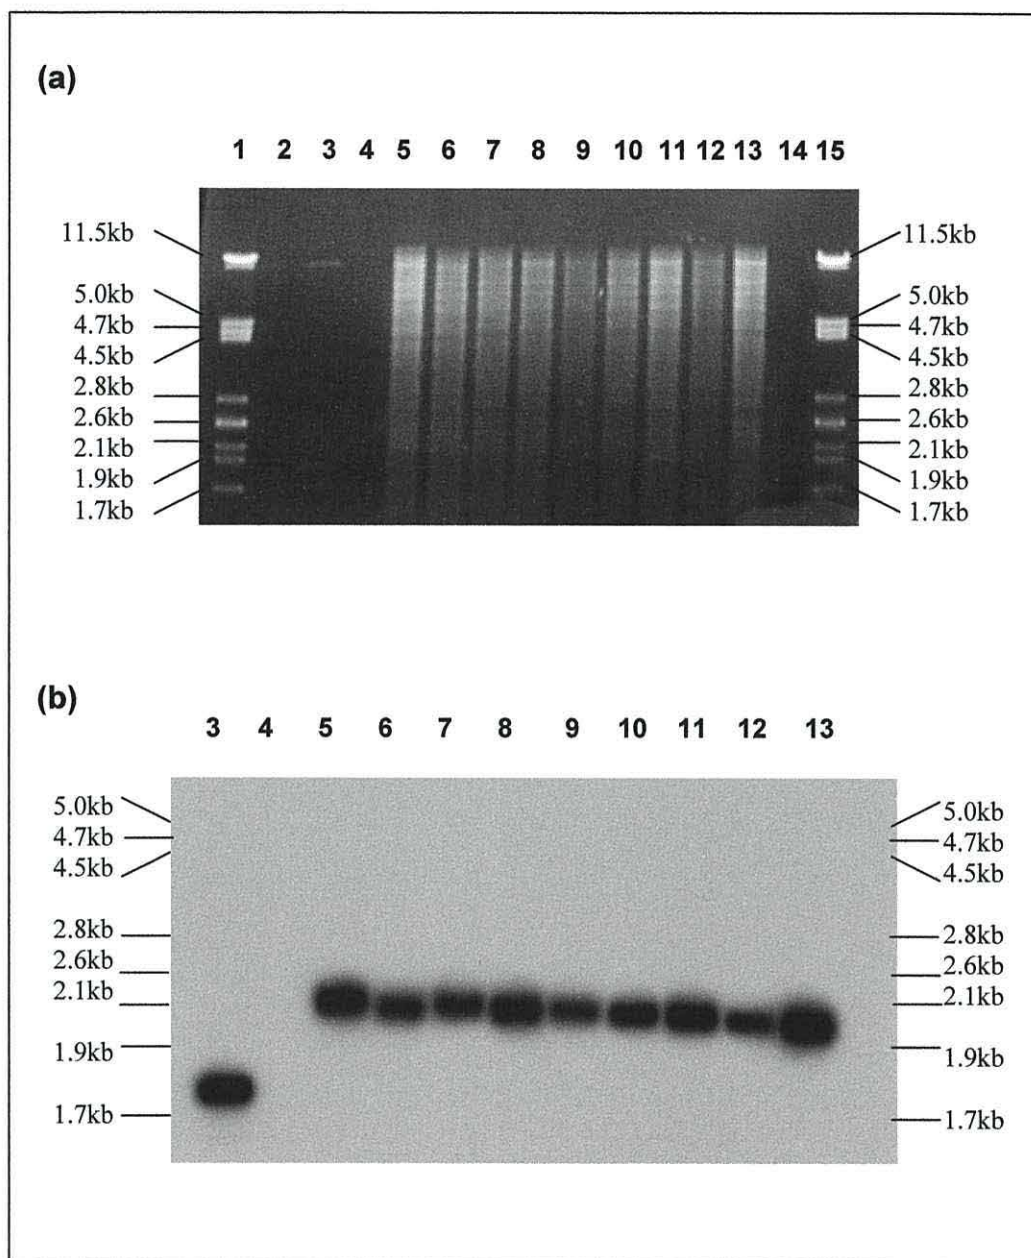 (a)
1 2 3 4 5 6 7 8 9 10 11 12 13 14 15
11.5kb 11.5kb
5.0kb 5.0kb
4.7kb 4.7kb
4.5kb 4.5kb
2.8kb 2.8kb
2.6kb 2.6kb
2.1kb 2.1kb
1.9kb 1.9kb
1.7kb 1.7kb
(b)
3 4 5 6 7 8 9 10 11 12 13
5.0kb 5.0kb
4.7kb 4.7kb
4.5kb 4.5kb
2.8kb 2.8kb
2.6kb 2.6kb
2.1kb 2.1kb
1.9kb 1.9kb
1.7kb 1.7kb